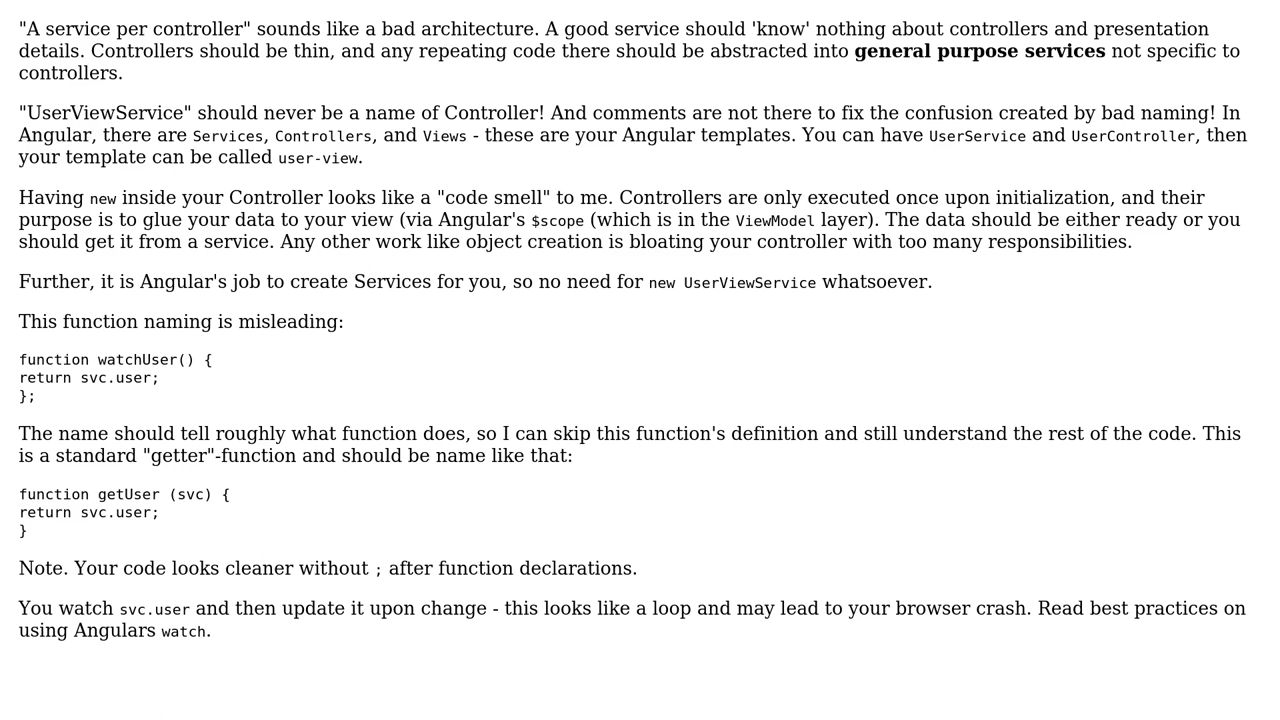 "A service per controller" sounds like a bad architecture. A good service should 'know' nothing about controllers and presentation
details. Controllers should be thin, and any repeating code there should be abstracted into general purpose services not specific to
controllers.
"UserViewService" should never be a name of Controller! And comments are not there to fix the confusion created by bad naming! In
Angular, there are Services, Controllers, and Views - these are your Angular templates. You can have UserService and UserController, then
your template can be called user-view.
Having new inside your Controller looks like a "code smell" to me. Controllers are only executed once upon initialization, and their
purpose is to glue your data to your view (via Angular's $scope (which is in the ViewModel layer). The data should be either ready or you
should get it from a service. Any other work like object creation is bloating your controller with too many responsibilities.
Further, it is Angular's job to create Services for you, so no need for new UserViewService whatsoever.
This function naming is misleading:
function watchUser() {
return svc.user;
};
The name should tell roughly what function does, so I can skip this function's definition and still understand the rest of the code. This
is a standard "getter"-function and should be name like that:
function getUser (svc) {
return svc.user;
}
Note. Your code looks cleaner without ; after function declarations.
You watch svc.user and then update it upon change - this looks like a loop and may lead to your browser crash. Read best practices on
using Angulars watch.